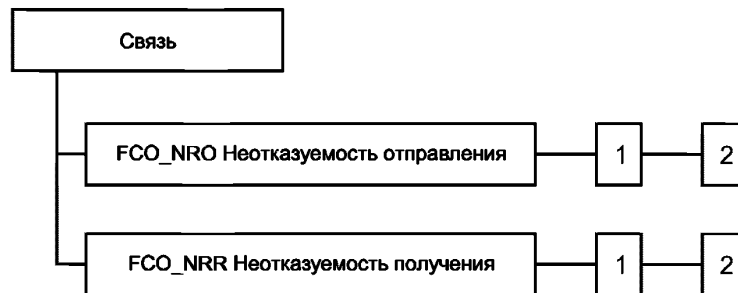 Связь
FCO_NRO Неотказуемость отправления 1 2
FCO_NRR Неотказуемость получения 1 2